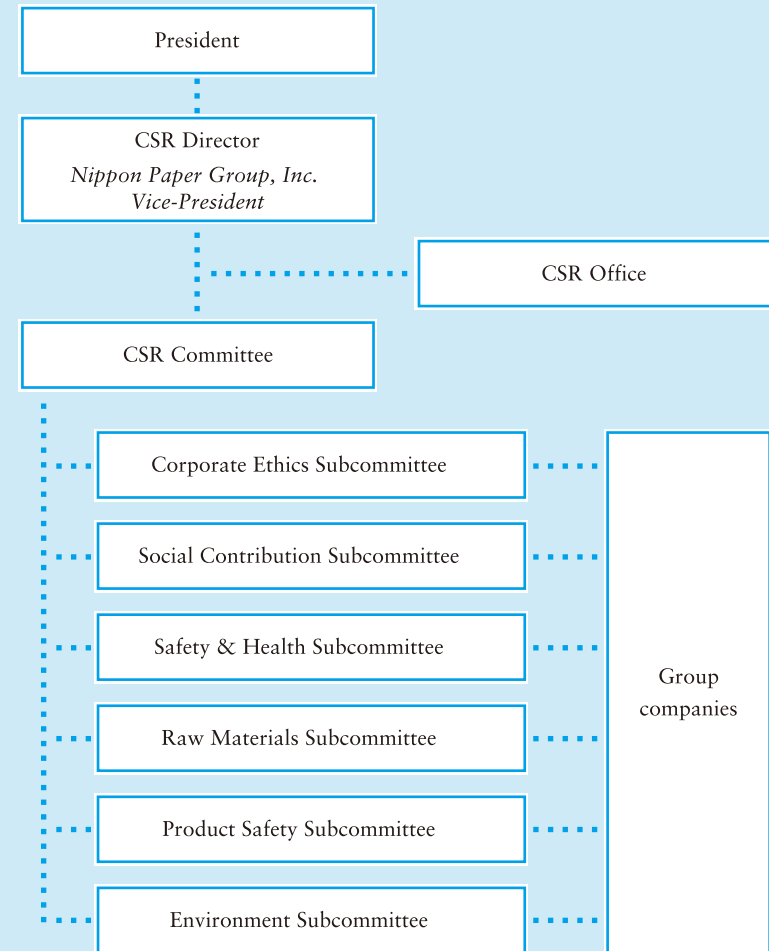 President
CSR Director
Nippon Paper Group, Inc.
Vice-President
CSR Office
CSR Committee
Corporate Ethics Subcommittee
Social Contribution Subcommittee
Safety & Health Subcommittee
Raw Materials Subcommittee
Product Safety Subcommittee
Environment Subcommittee
Group
companies